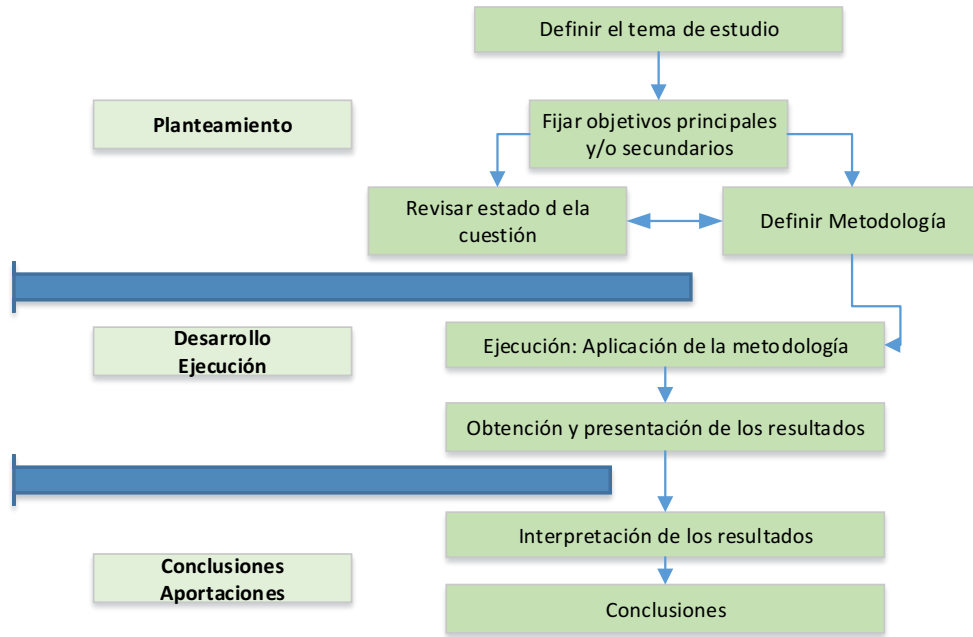 Definir el tema de estudio
Planteamiento
Fijar objetivos principales
y/o secundarios
Revisar estado d ela
cuestión
Definir Metodología
Desarrollo
Ejecución
Ejecución: Aplicación de la metodología
Obtención y presentación de los resultados
Interpretación de los resultados
Conclusiones
Aportaciones
Conclusiones